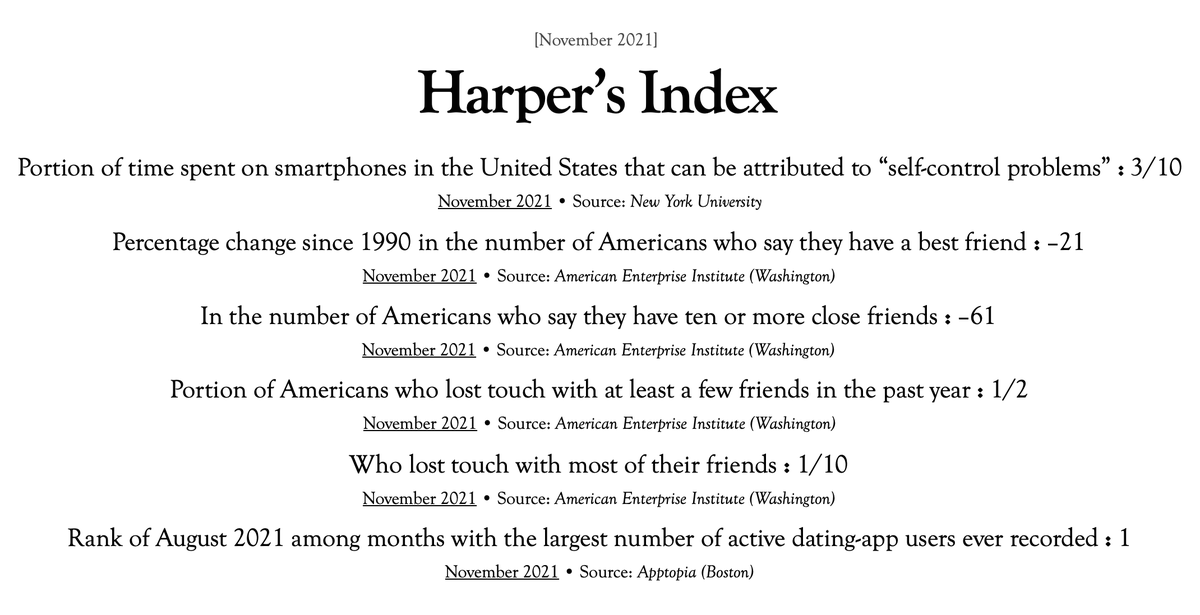 [November 2021]
Harper’s Index
Portion of time spent on smartphones in the United States that can be attributed to “self-control problems” : 3/10
November 2021 • Source: New York University
Percentage change since 1990 in the number of Americans who say they have a best friend : −21
November 2021 • Source: American Enterprise Institute (Washington)
In the number of Americans who say they have ten or more close friends : −61
November 2021 • Source: American Enterprise Institute (Washington)
Portion of Americans who lost touch with at least a few friends in the past year : 1/2
November 2021 • Source: American Enterprise Institute (Washington)
Who lost touch with most of their friends : 1/10
November 2021 • Source: American Enterprise Institute (Washington)
Rank of August 2021 among months with the largest number of active dating-app users ever recorded : 1
November 2021 • Source: Apptopia (Boston)